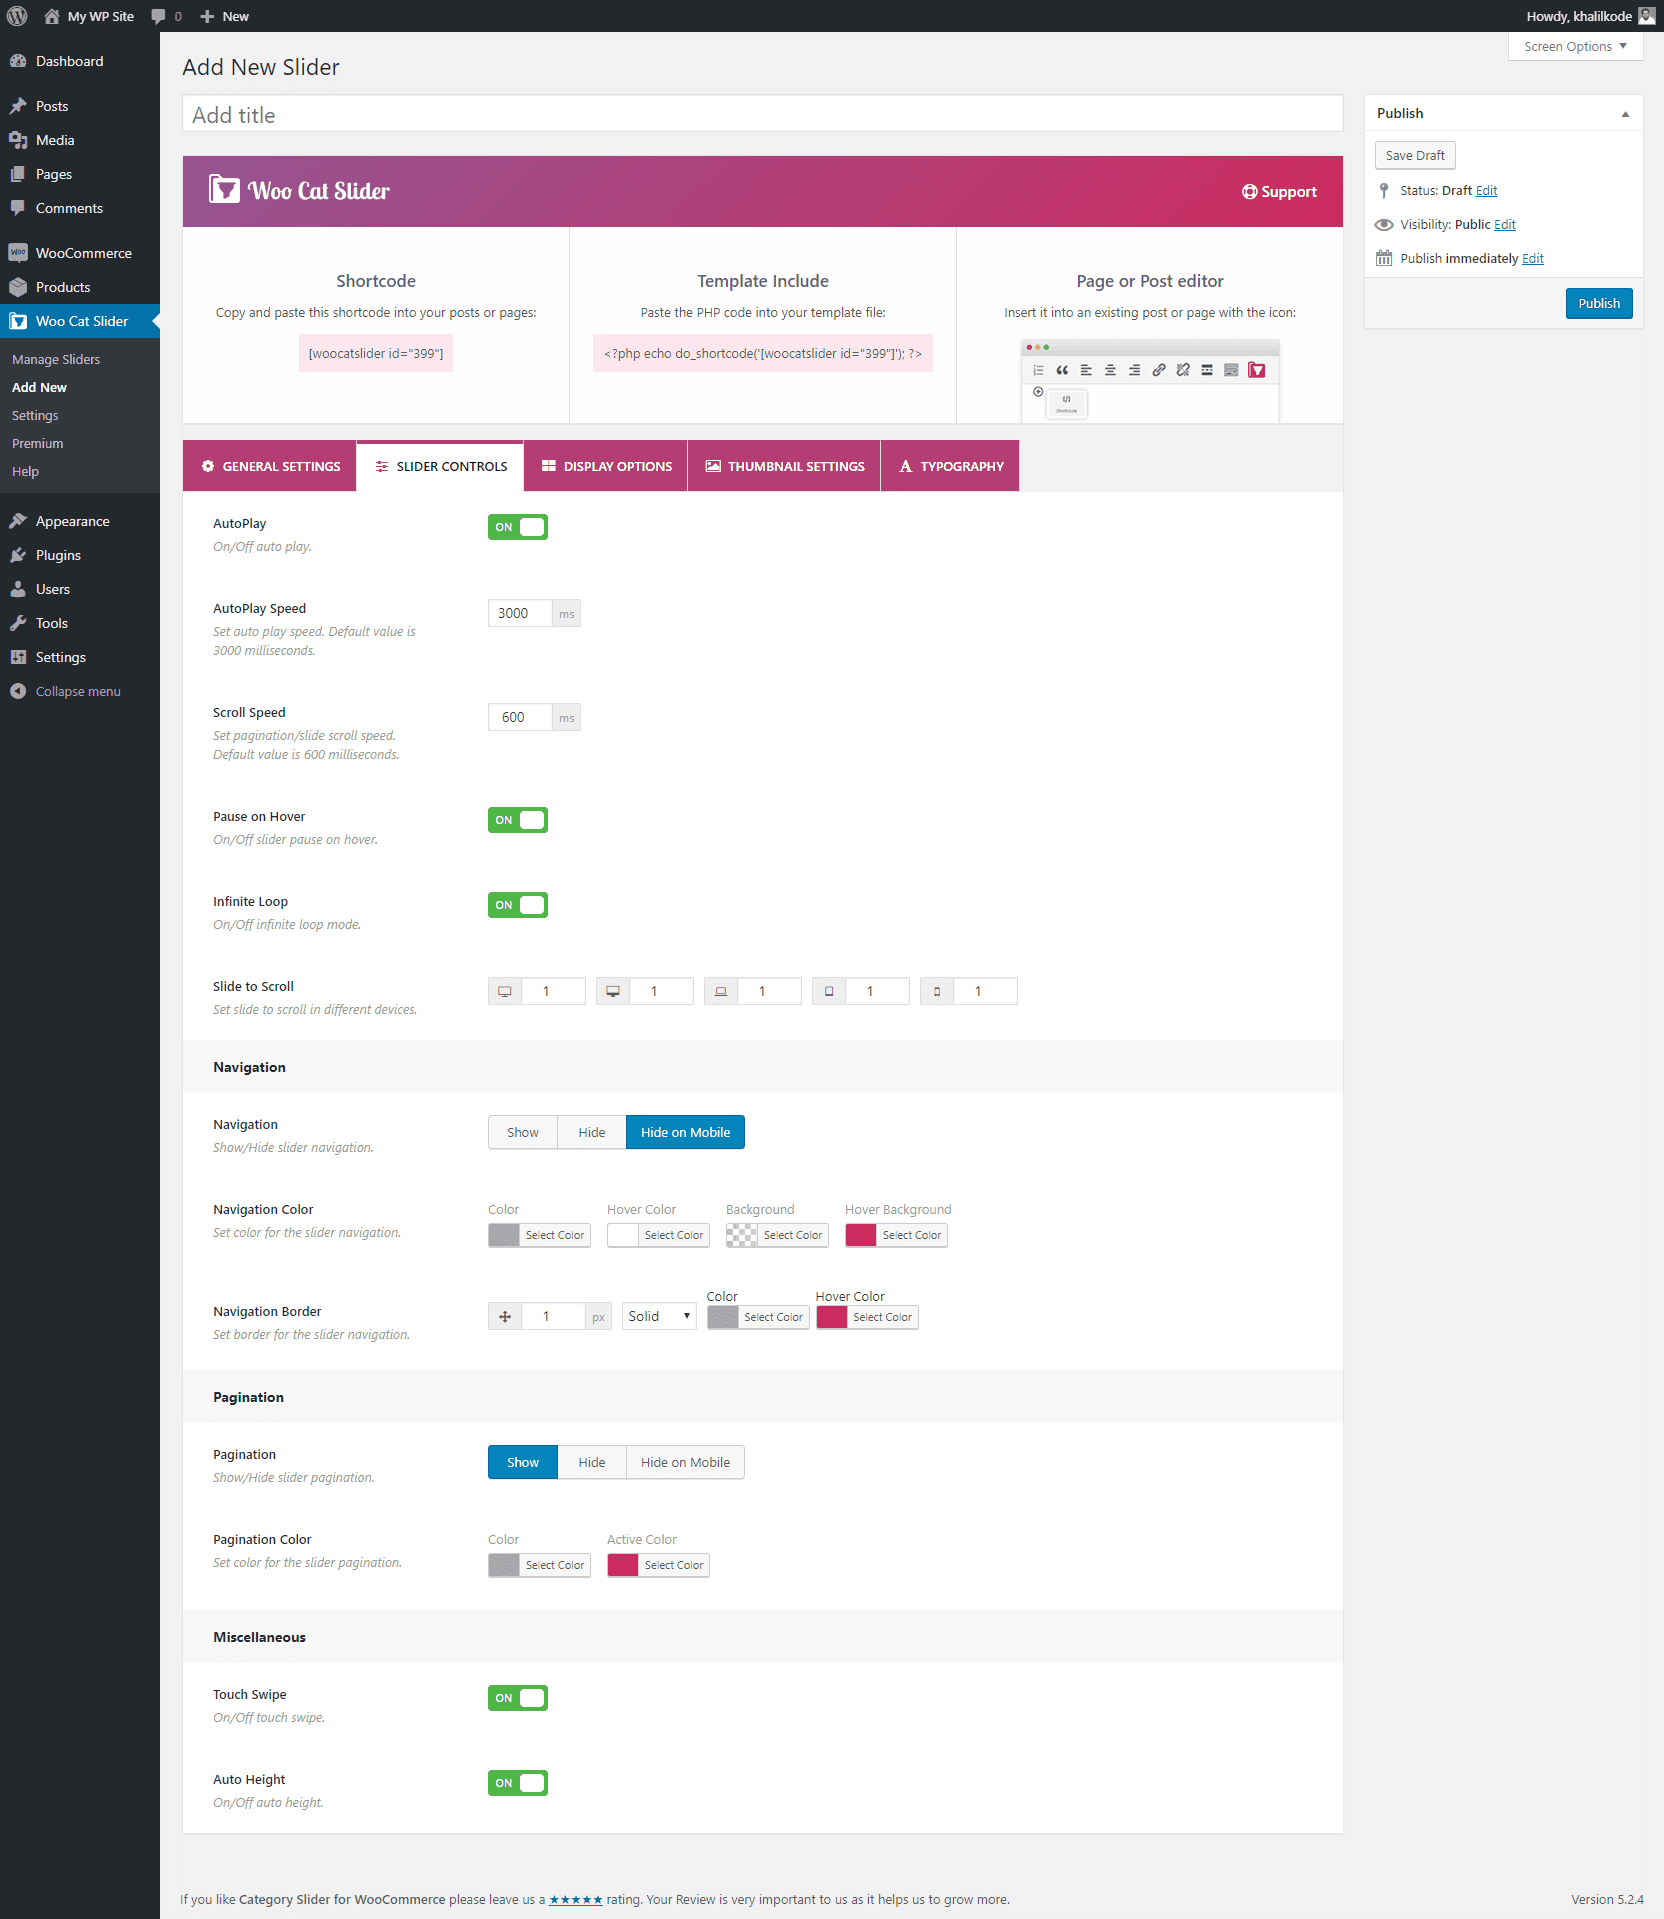 My WP Site
0
New
Howdy, khalilkode
Screen Options
Dashboard
Posts
Media
Pages
Comments
WooCommerce
Products
Woo Cat Slider
Manage Sliders
Add New
Settings
Premium
Help
Appearance
Plugins
Users
Tools
Settings
Collapse menu
Add New Slider
Add title
Woo Cat Slider
Support
Shortcode
Copy and paste this shortcode into your posts or pages:
[woocatslider id="399"]
Template Include
Paste the PHP code into your template file:
<?php echo do_shortcode('[woocatslider id="399"]'); ?>
Page or Post editor
Insert it into an existing post or page with the icon:
Shortcode
GENERAL SETTINGS
SLIDER CONTROLS
DISPLAY OPTIONS
THUMBNAIL SETTINGS
TYPOGRAPHY
AutoPlay
On/Off auto play.
ON
AutoPlay Speed
Set auto play speed. Default value is
3000 milliseconds.
3000 ms
Scroll Speed
Set pagination/slide scroll speed.
Default value is 600 milliseconds.
600 ms
Pause on Hover
On/Off slider pause on hover.
ON
Infinite Loop
On/Off infinite loop mode.
ON
Slide to Scroll
Set slide to scroll in different devices.
1 1 1 1 1
Navigation
Navigation
Show/Hide slider navigation.
Show Hide Hide on Mobile
Navigation Color
Set color for the slider navigation.
Color Hover Color Background Hover Background
Select Color Select Color Select Color Select Color
Navigation Border
Set border for the slider navigation.
Color Hover Color
1 px Solid Select Color Select Color
Pagination
Pagination
Show/Hide slider pagination.
Show Hide Hide on Mobile
Pagination Color
Set color for the slider pagination.
Color Active Color
Select Color Select Color
Miscellaneous
Touch Swipe
On/Off touch swipe.
ON
Auto Height
On/Off auto height.
ON
Publish
Save Draft
Status: Draft Edit
Visibility: Public Edit
Publish immediately Edit
Publish
If you like Category Slider for WooCommerce please leave us a ★★★★★ rating. Your Review is very important to us as it helps us to grow more.
Version 5.2.4